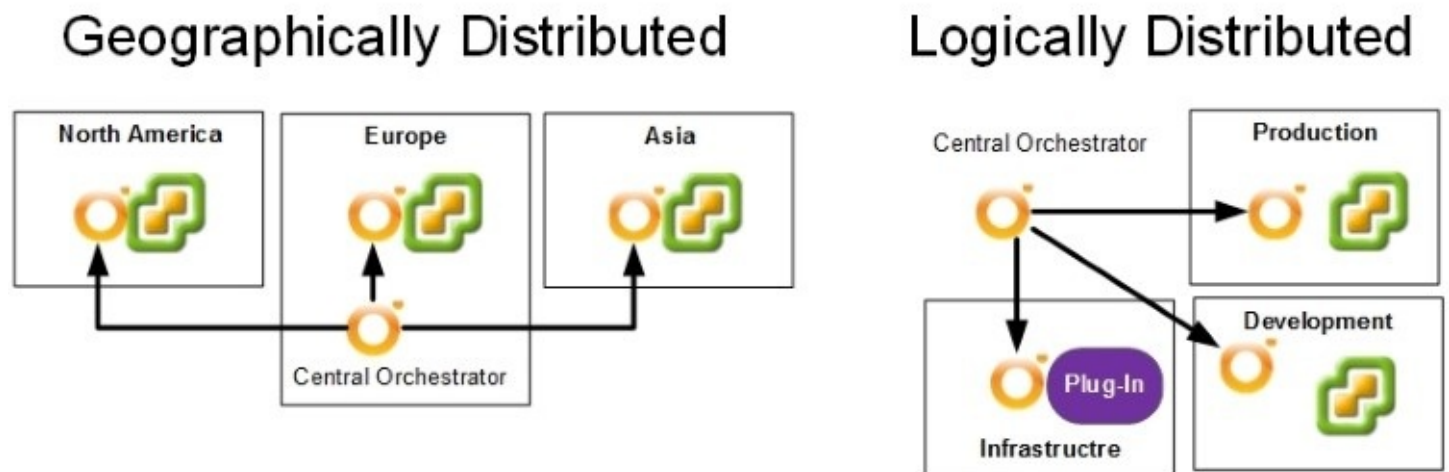 Geographically Distributed
North America
Europe
Asia
Central Orchestrator
Logically Distributed
Central Orchestrator
Production
Development
Plug-In
Infrastructre